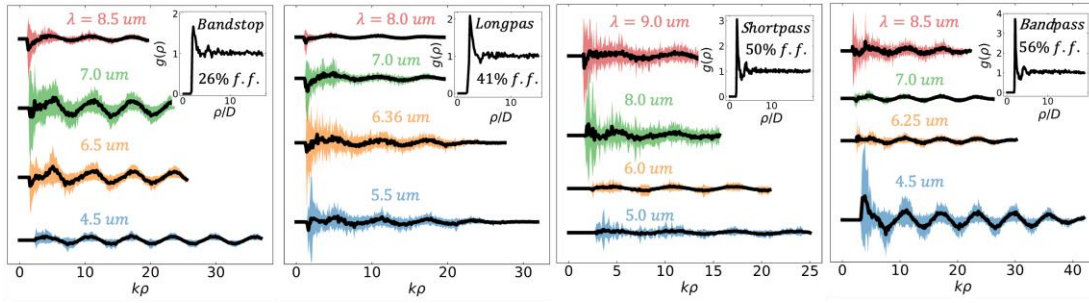 λ = 8.5 um
7.0 um
6.5 um
4.5 um
0 10 20 30
kρ
g(ρ)
2
1
0
Bandstop
26% f.f.
0 10
ρ/D
λ = 8.0 um
7.0 um
6.36 um
5.5 um
0 10 20 30
kρ
g(ρ)
2
1
0
Longpas
41% f.f.
0 10
ρ/D
λ = 9.0 um
8.0 um
6.0 um
5.0 um
0 5 10 15 20 25
kρ
g(ρ)
3
2
1
0
Shortpass
50% f.f.
0 10
ρ/D
λ = 8.5 um
7.0 um
6.25 um
4.5 um
0 10 20 30 40
kρ
g(ρ)
4
2
0
Bandpass
56% f.f.
0 10
ρ/D